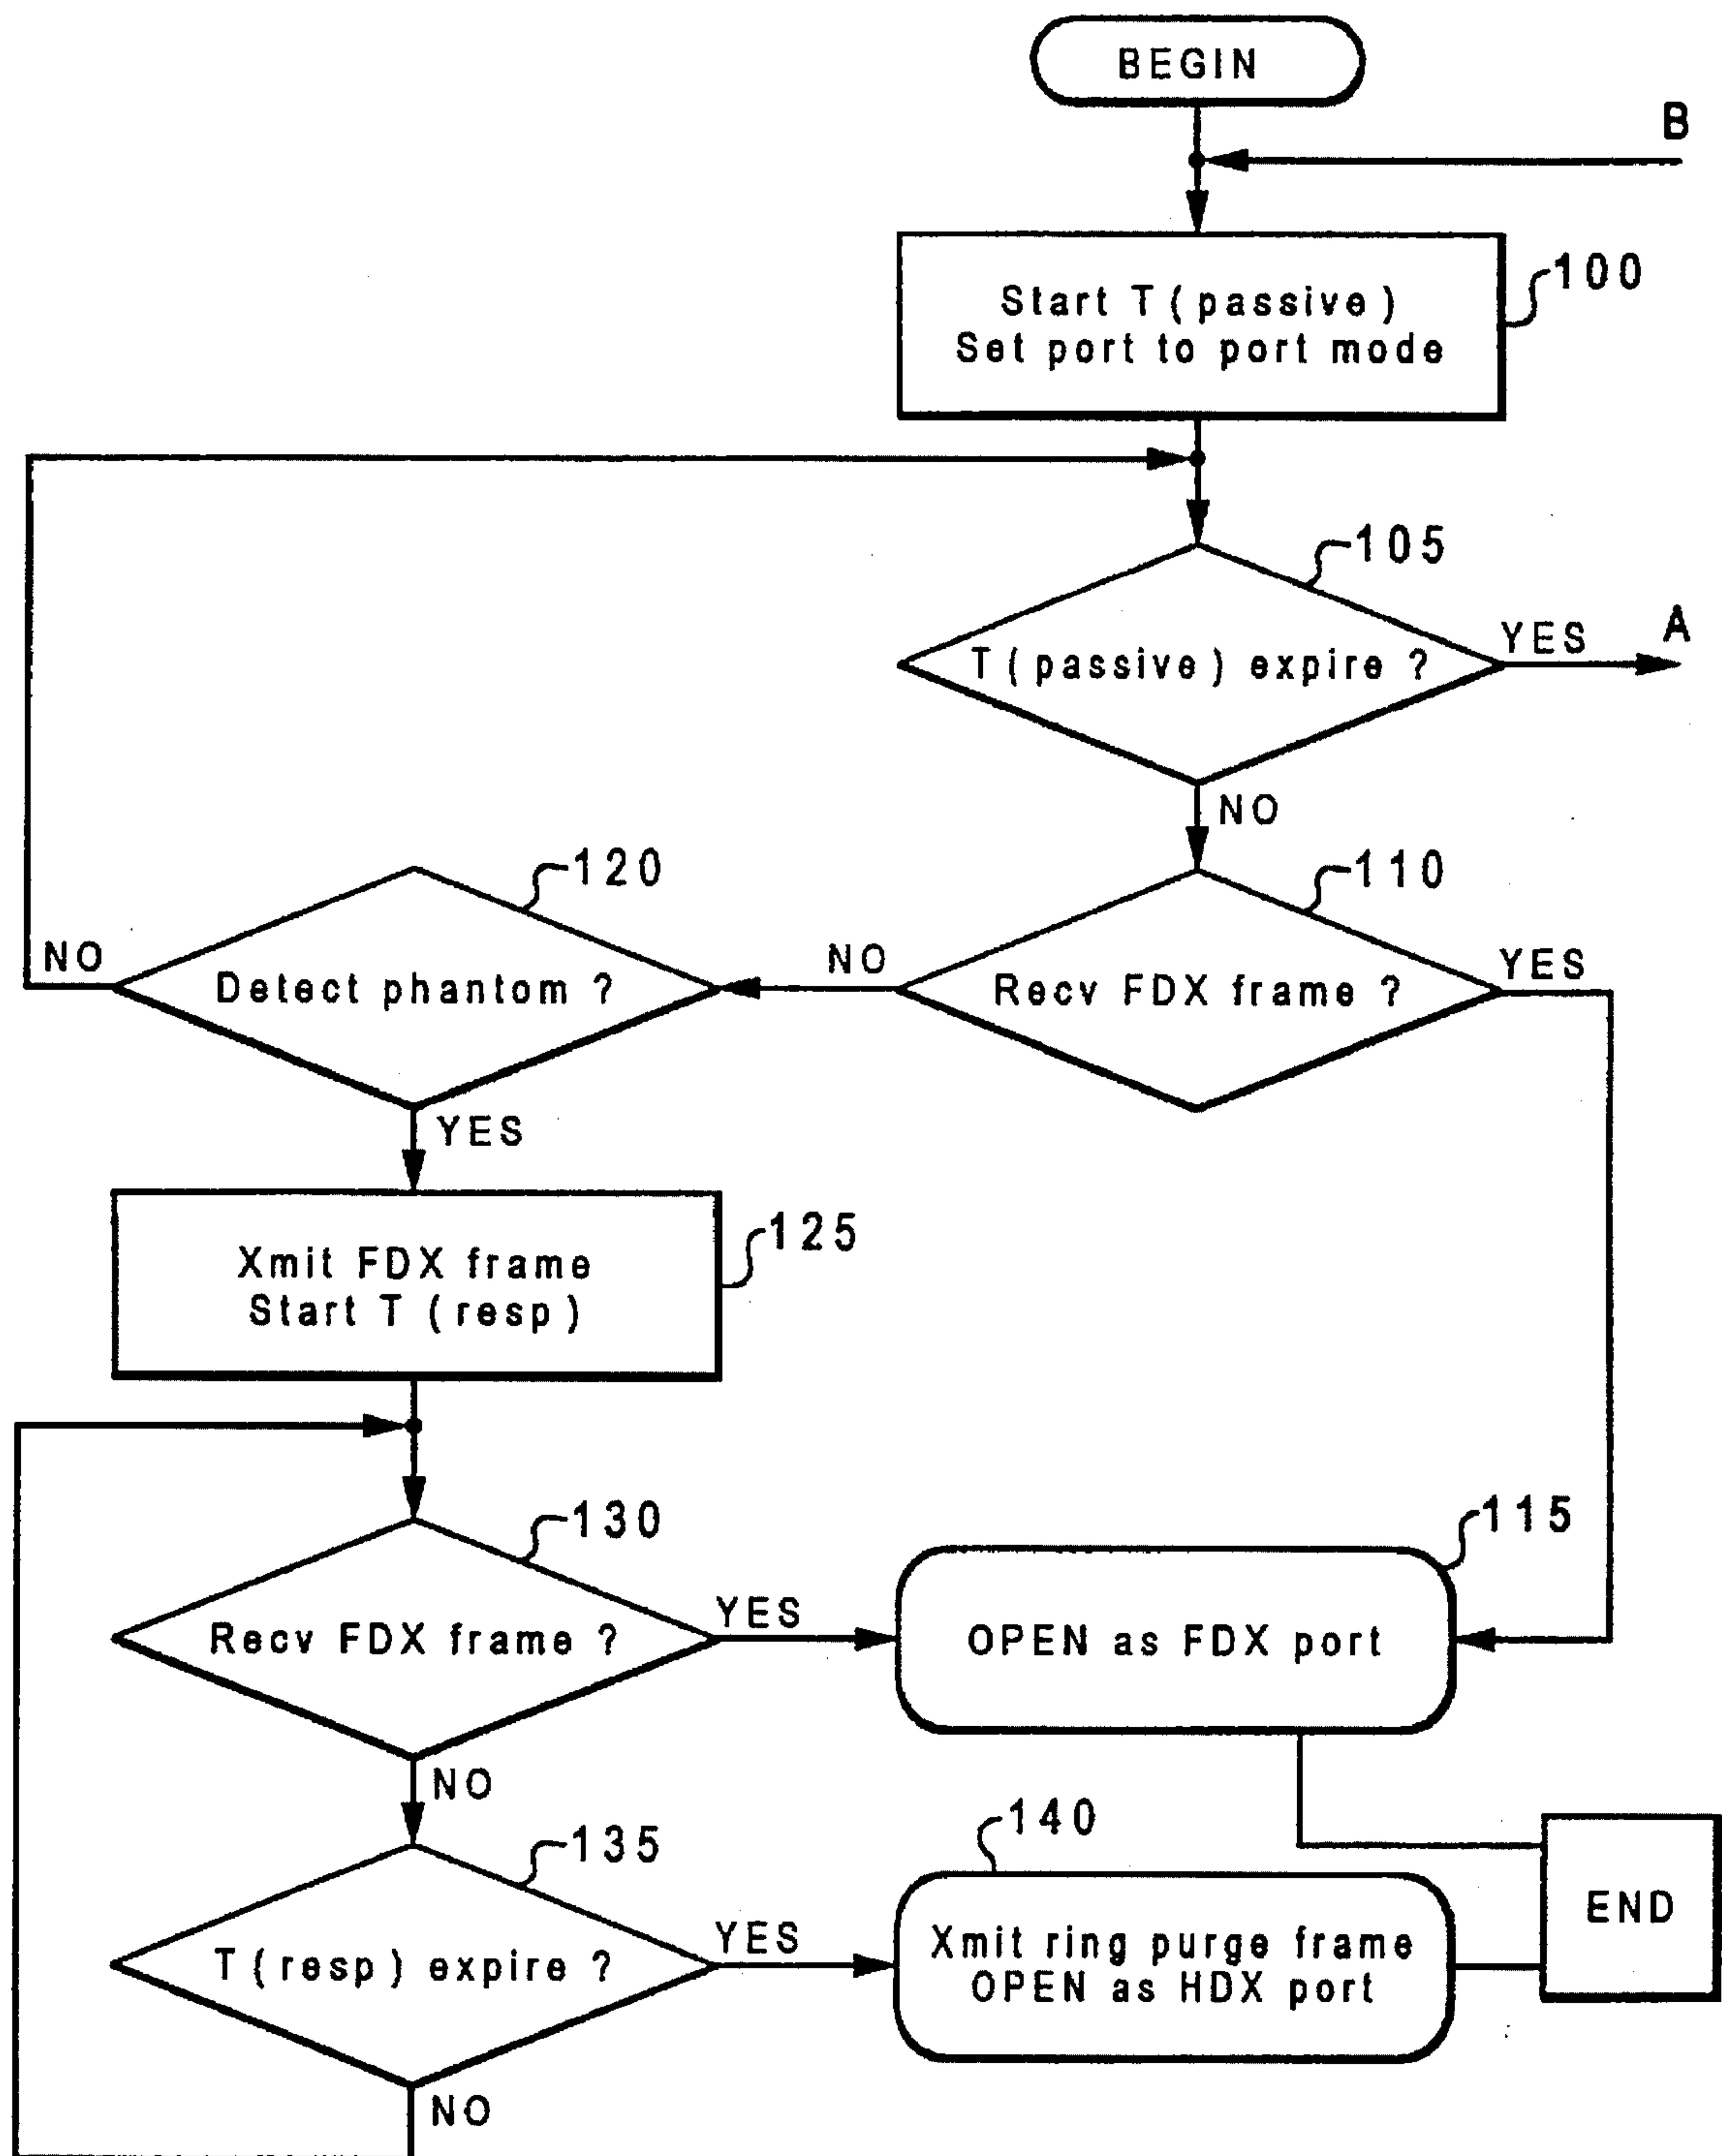 BEGIN
B
100
Start T (passive)
Set port to port mode
105
T (passive) expire ?
YES
A
NO
120
110
NO
Detect phantom ?
NO
Recv FDX frame ?
YES
YES
125
Xmit FDX frame
Start T (resp)
130
115
Recv FDX frame ?
YES
OPEN as FDX port
NO
135
140
T (resp) expire ?
YES
Xmit ring purge frame
OPEN as HDX port
END
NO